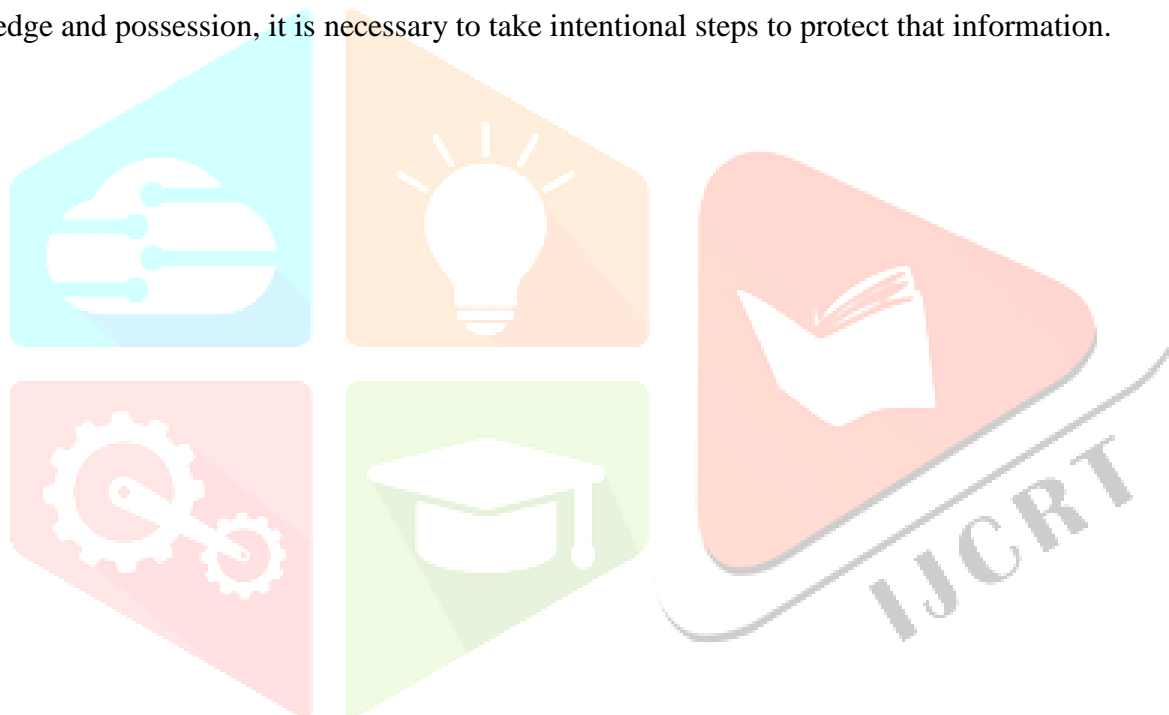 edge and possession, it is necessary to take intentional steps to protect that information.
IJCRT